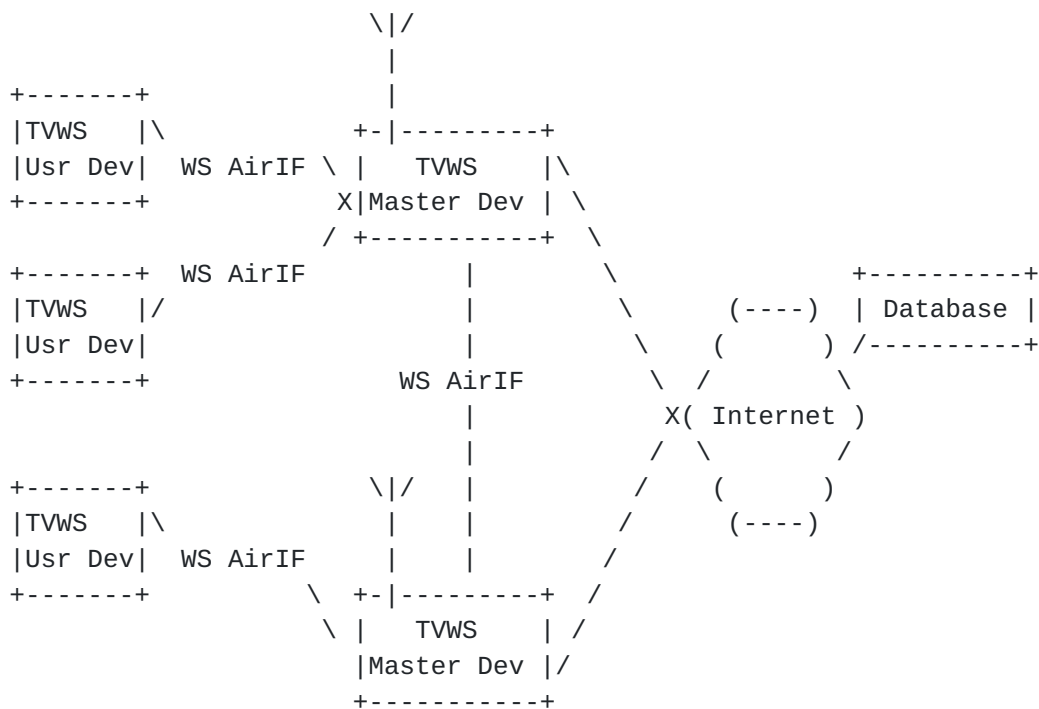 TVWS
Usr Dev
WS AirIF
TVWS
Master Dev
X
WS AirIF
TVWS
Usr Dev
Database
WS AirIF
X
Internet
TVWS
Usr Dev
WS AirIF
TVWS
Master Dev